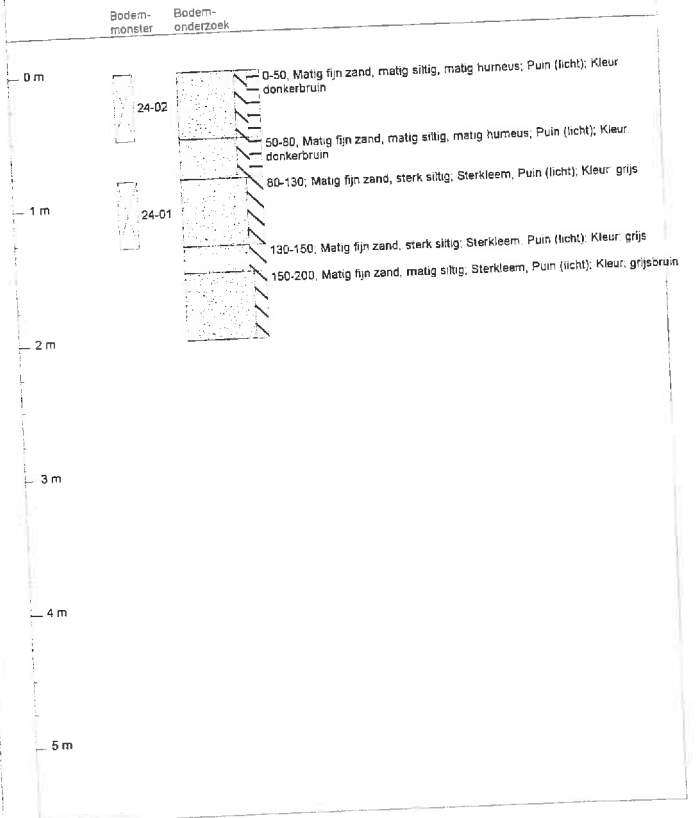 Bodem-
monster
Bodem-
onderzoek
0 m
24-02
0-50, Matig fijn zand, matig siltig, matig humeus; Puin (licht); Kleur
donkerbruin
50-80, Matig fijn zand, matig siltig, matig humeus; Puin (licht); Kleur.
donkerbruin
80-130; Matig fijn zand, sterk siltig; Sterkleem, Puin (licht); Kleur: grijs
1 m
24-01
130-150, Matig fijn zand, sterk siltig; Sterkleem. Puin (licht); Kleur: grijs
150-200, Matig fijn zand, matig siltig; Sterkleem, Puin (licht); Kleur: grijsbruin
2 m
3 m
4 m
5 m